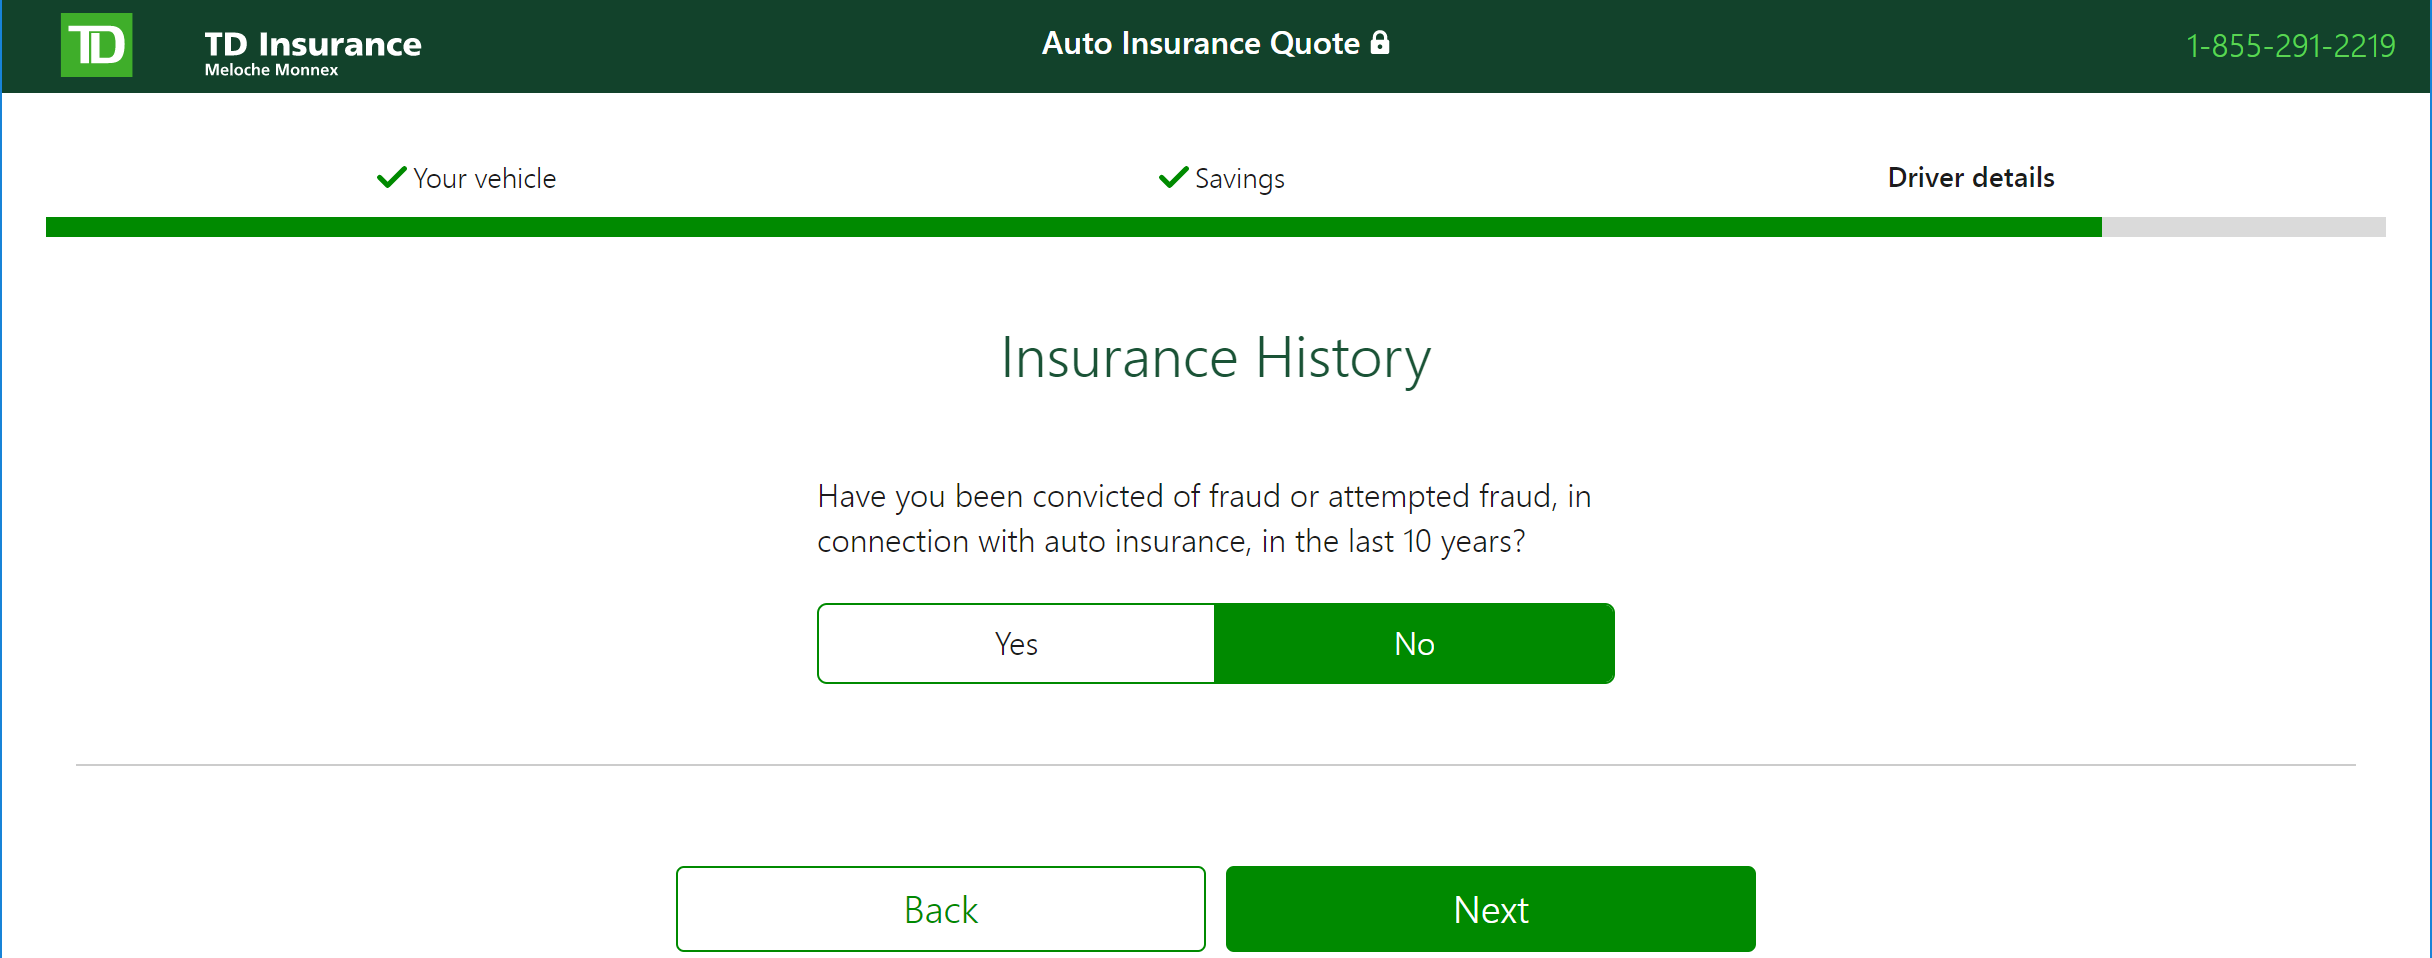 TD
TD Insurance
Meloche Monnex
Auto Insurance Quote
1-855-291-2219
Your vehicle
Savings
Driver details
Insurance History
Have you been convicted of fraud or attempted fraud, in
connection with auto insurance, in the last 10 years?
Yes
No
Back
Next